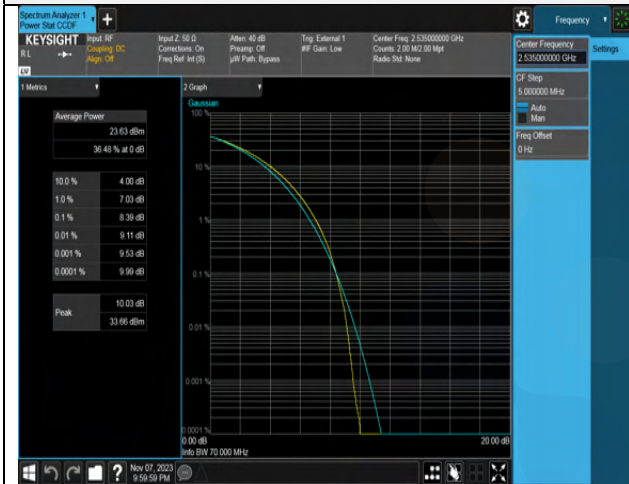 Spectrum Analyzer 1
Power Stat CCDF
Frequency
KEYSIGHT
RL
Input: RF
Coupling: DC
Align: Off
Input Z: 50 Ω
Corrections: On
Freq Ref: Int (S)
Atten: 40 dB
Preamp: Off
µW Path: Bypass
Trig: External 1
#IF Gain: Low
Center Freq: 2.535000000 GHz
Counts: 2.00 M/2.00 Mpt
Radio Std: None
Center Frequency
2.535000000 GHz
Settings
CF Step
5.000000 MHz
Auto
Man
Freq Offset
0 Hz
1 Metrics
Average Power
23.63 dBm
36.48 % at 0 dB
10.0 % 4.00 dB
1.0 % 7.03 dB
0.1 % 8.39 dB
0.01 % 9.11 dB
0.001 % 9.53 dB
0.0001 % 9.99 dB
Peak
10.03 dB
33.66 dBm
2 Graph
Gaussian
100 %
10 %
1 %
0.1 %
0.01 %
0.001 %
0.0001 %
0.00 dB
20.00 dB
Info BW 70.000 MHz
Nov 07, 2023
9:59:59 PM